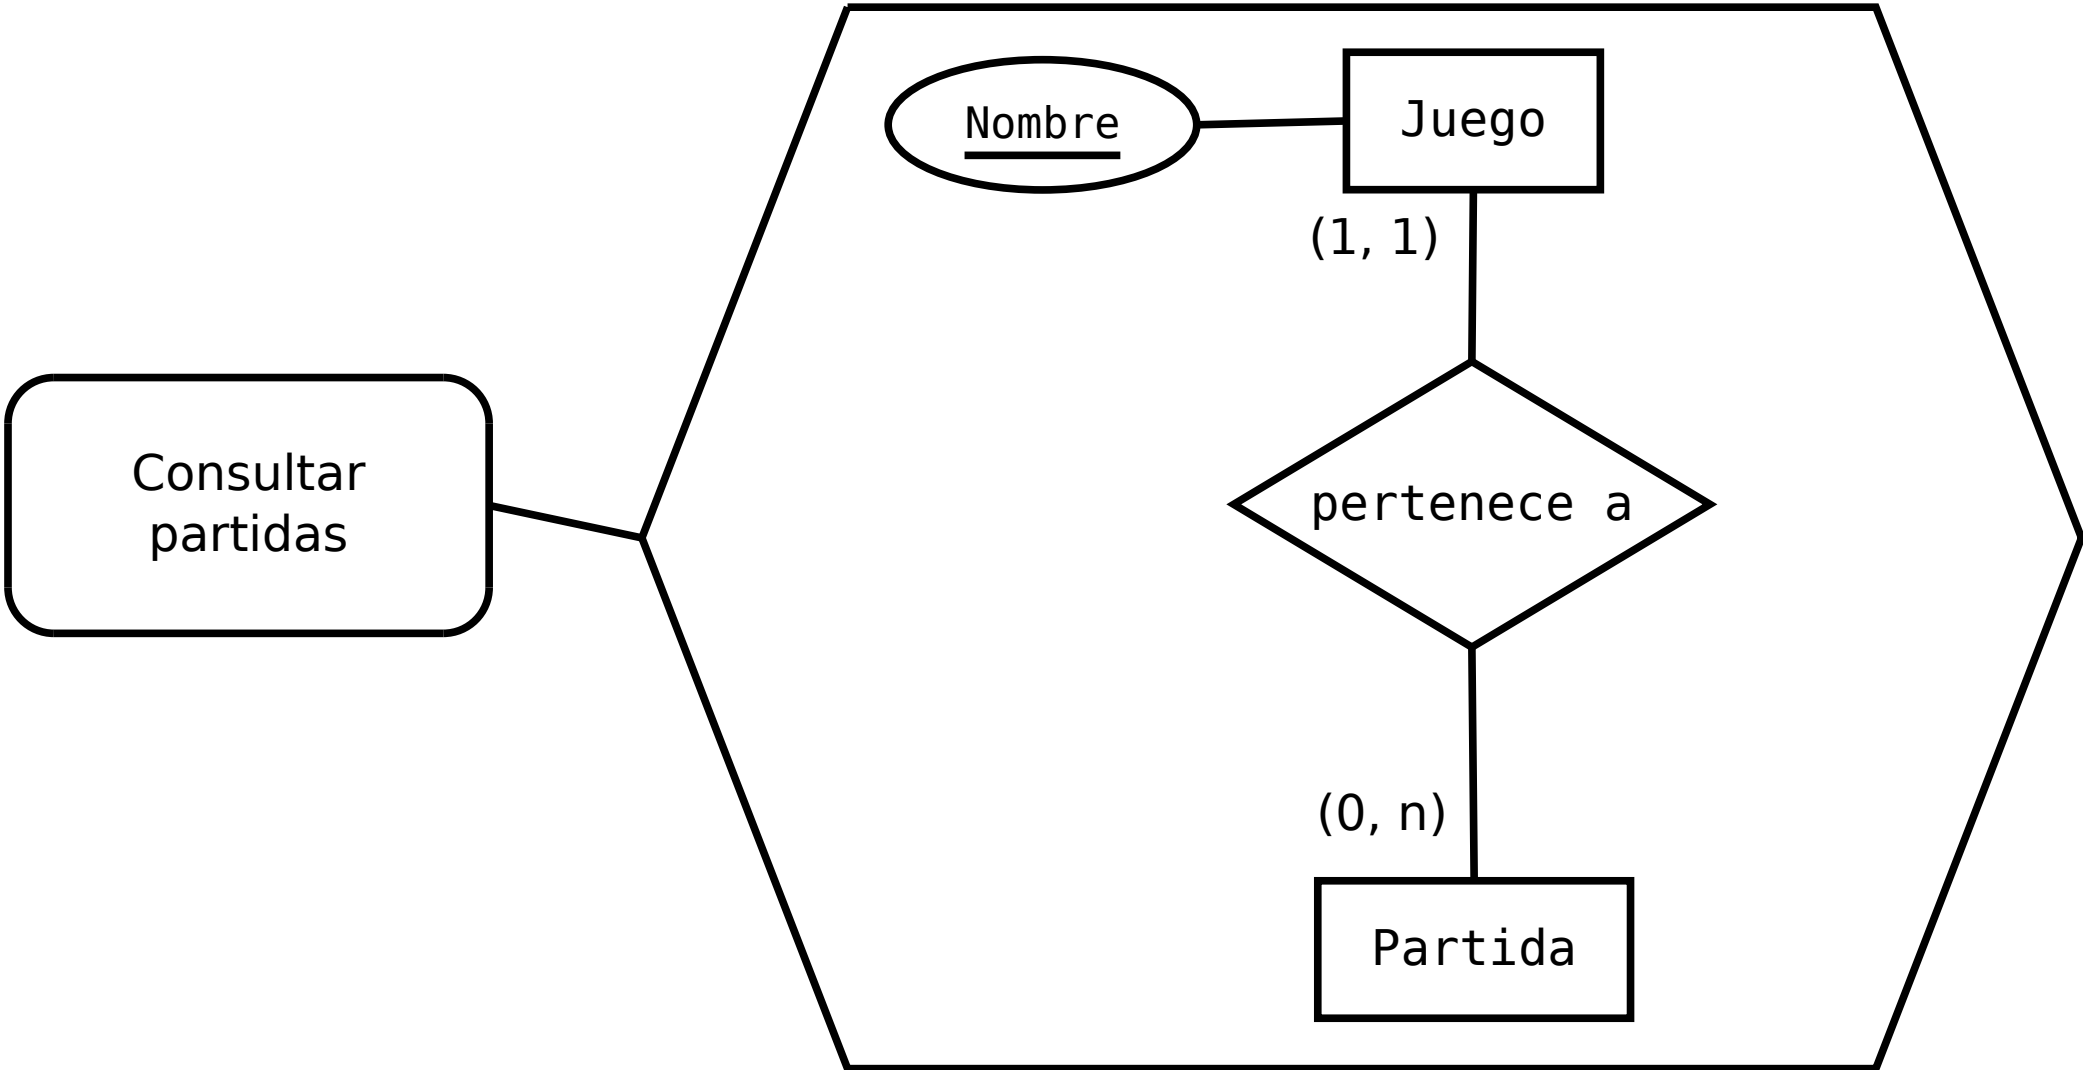 Nombre
Juego
(1, 1)
Consultar
partidas
pertenece a
(0, n)
Partida